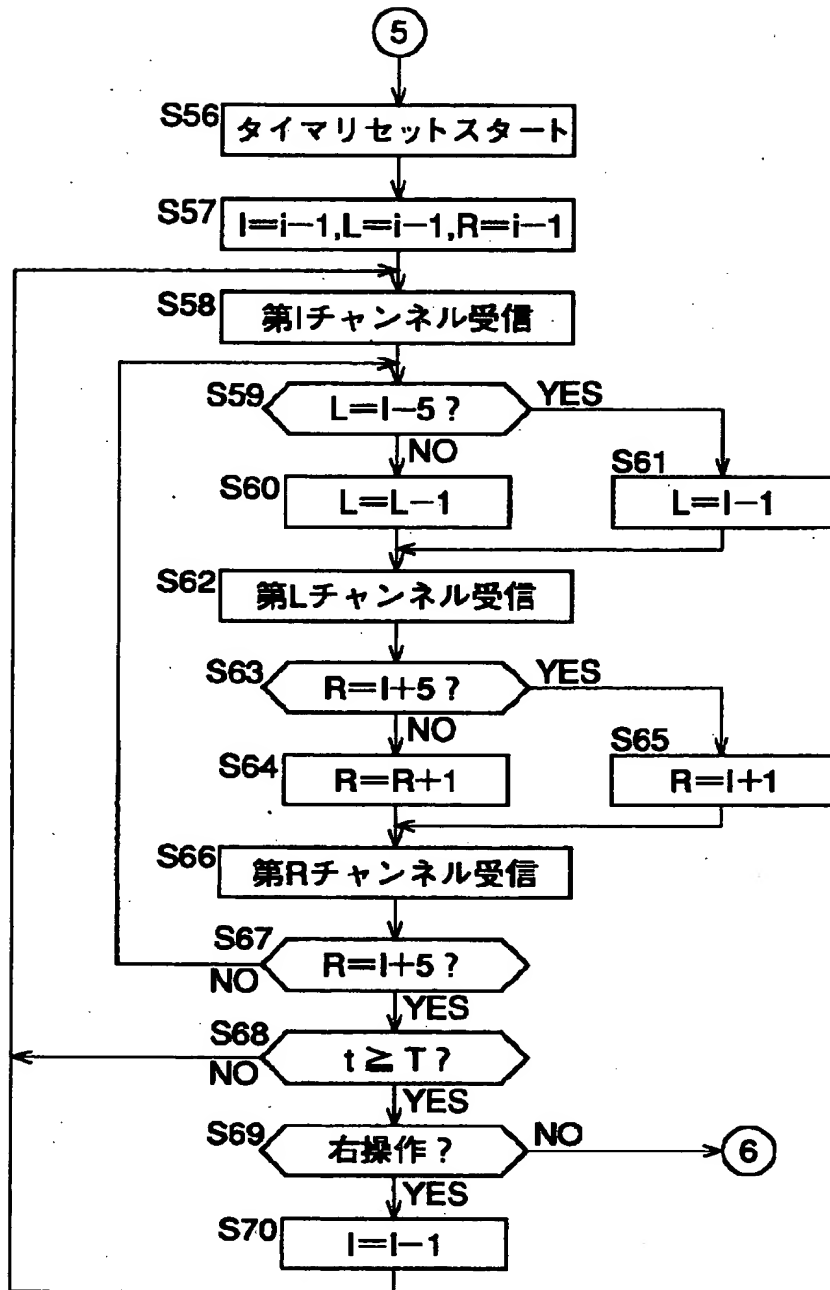 5
S56
タイマリセットスタート
S57
I=i−1,L=i−1,R=i−1
S58
第Iチャンネル受信
S59
L=I−5?
YES
NO
S60
L=L−1
S61
L=I−1
S62
第Lチャンネル受信
S63
R=I+5?
YES
NO
S64
R=R+1
S65
R=I+1
S66
第Rチャンネル受信
S67
R=I+5?
NO
YES
S68
t≧T?
NO
YES
S69
右操作?
NO
6
YES
S70
I=I−1